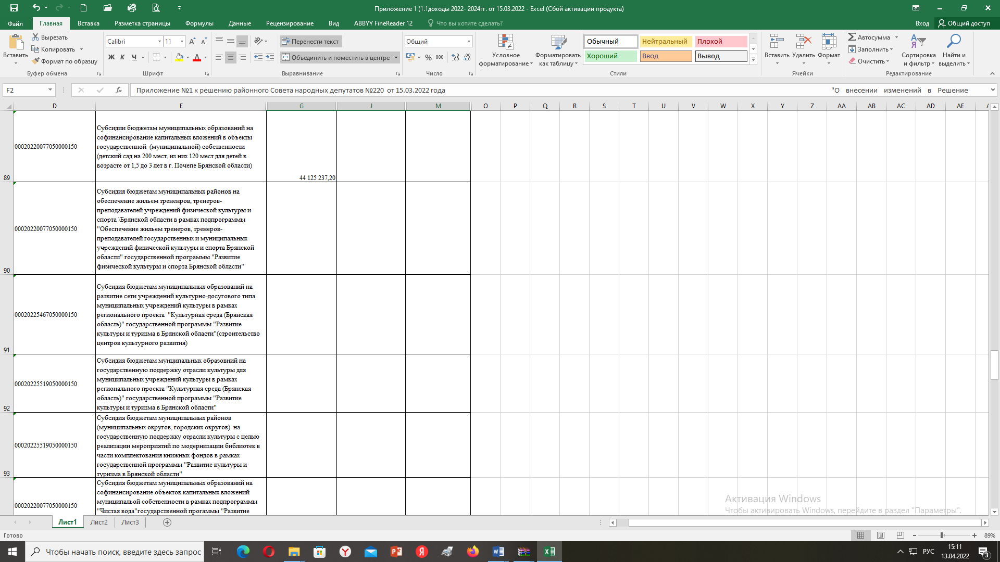 Приложение 1 (1.1доходы 2022- 2024гг. от 15.03.2022 - Excel (Сбой активации продукта)
Файл Главная Вставка Разметка страницы Формулы Данные Рецензирование Вид ABBYY FineReader 12 Что вы хотите сделать? Вход Общий доступ
Вставить
Вырезать
Копировать
Формат по образцу
Буфер обмена
Calibri 11
Ж К Ч
Шрифт
Перенести текст
Объединить и поместить в центре
Выравнивание
Общий
% 000
Число
Условное
форматирование
Форматировать
как таблицу
Обычный Нейтральный Плохой
Хороший Ввод Вывод
Стили
Вставить Удалить Формат
Ячейки
Автосумма
Заполнить
Очистить
Сортировка
и фильтр
Найти и
выделить
Редактирование
F2 fx Приложение №1 к решению районного Совета народных депутатов №220 от 15.03.2022 года "О внесении изменений в Решение
D E G J M O P Q R S T U V W X Y Z AA AB AC AD AE
89
00020220077050000150
Субсидии бюджетам муниципальных образований на
софинансирование капитальных вложений в объекты
государственной (муниципальной) собственности
(детский сад на 200 мест, из них 120 мест для детей в
возрасте от 1,5 до 3 лет в г. Почепе Брянской области)
44 125 237,20
90
00020220077050000150
Субсидия бюджетам муниципальных районов на
обеспечение жильем трененров, тренеров-
преподавателей учреждений физической культуры и
спорта \Брянской области в рамках подпрограммы
"Обеспечение жильем тренеров, тренеров-
преподавателей государственных и муниципальных
учреждений физической культуры и спорта Брянской
области" государственной программы "Развитие
физической культуры и спорта Брянской области"
91
00020225467050000150
Субсидия бюджетам муниципальных образований на
развитие сети учреждений культурно-досугового типа
муниципальных учреждений культуры в рамках
регионального проекта "Культурная среда (Брянская
область)" государственной программы "Развитие
культуры и туризма в Брянской области"(строительство
центров культурного развития)
92
00020225519050000150
Субсидия бюджетам мунципальных образовний на
государственную поддержку отрасли культуры для
муниципальных учреждений культуры в рамках
регионального проекта "Культурная среда (Брянская
область)" государственной программы "Развитие
культуры и туризма в Брянской области"
93
00020225519050000150
Субсидия бюджетам муниципальных районов
(муниципальных округов, городских округов) на
государственную поддержку отрасли культуры с целью
реализации мероприятий по модернизации библиотек в
части комплектования книжных фондов в рамках
государственной программы "Развитие культуры и
туризма в Брянской области"
00020220077050000150
Субсидия бюджетам муниципальных образований на
софинансирование объектов капитальных вложений
муниципальой собственности в рамках подпрограммы
"Чистая вода"государственной прогаммы "Развитие
Активация Windows
Чтобы активировать Windows, перейдите в раздел "Параметры".
Лист1 Лист2 Лист3
Готово 89%
Чтобы начать поиск, введите здесь запрос
РУС
15:11
13.04.2022
3